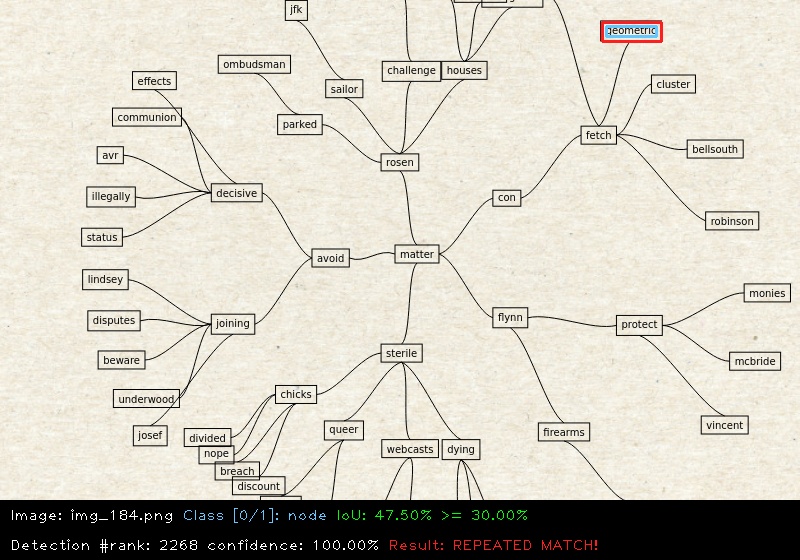 jfk
geometric
ombudsman
challenge
houses
effects
sailor
cluster
communion
parked
fetch
avr
rosen
bellsouth
illegally
decisive
con
robinson
status
avoid
matter
lindsey
monies
disputes
joining
flynn
protect
beware
sterile
mcbride
underwood
chicks
josef
divided
queer
firearms
vincent
nope
webcasts
dying
breach
discount
Image: img_184.png Class [0/1]: node IoU: 47.50% >= 30.00%
Detection #rank: 2268 confidence: 100.00% Result: REPEATED MATCH!